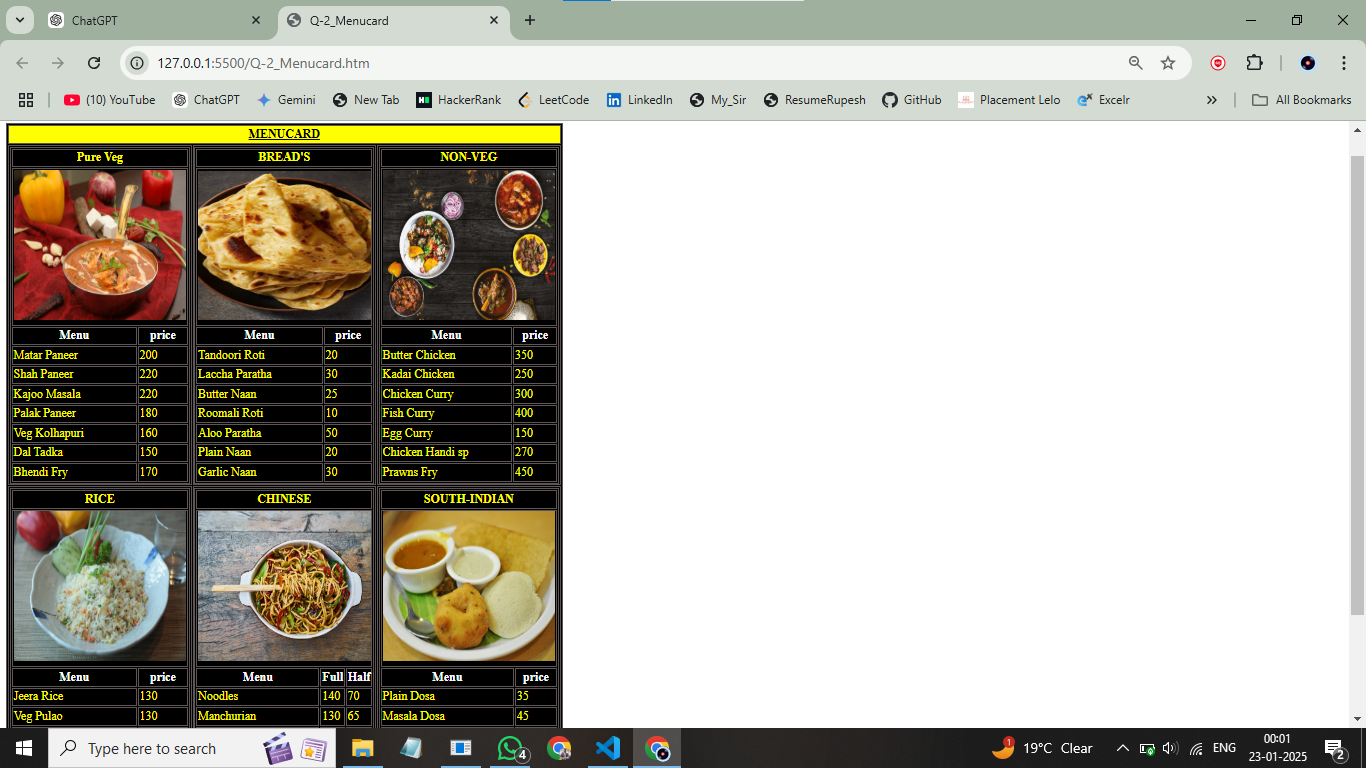 ChatGPT
Q-2_Menucard
127.0.0.1:5500/Q-2_Menucard.htm
(10) YouTube ChatGPT Gemini New Tab HackerRank LeetCode LinkedIn My_Sir ResumeRupesh GitHub Placement Lelo Excelr All Bookmarks
MENUCARD
Pure Veg BREAD'S NON-VEG
Menu price Menu price Menu price
Matar Paneer 200 Tandoori Roti 20 Butter Chicken 350
Shah Paneer 220 Laccha Paratha 30 Kadai Chicken 250
Kajoo Masala 220 Butter Naan 25 Chicken Curry 300
Palak Paneer 180 Roomali Roti 10 Fish Curry 400
Veg Kolhapuri 160 Aloo Paratha 50 Egg Curry 150
Dal Tadka 150 Plain Naan 20 Chicken Handi sp 270
Bhendi Fry 170 Garlic Naan 30 Prawns Fry 450
RICE CHINESE SOUTH-INDIAN
Menu price Menu Full Half Menu price
Jeera Rice 130 Noodles 140 70 Plain Dosa 35
Veg Pulao 130 Manchurian 130 65 Masala Dosa 45
Type here to search
4
1
19°C Clear
ENG
00:01
23-01-2025
2